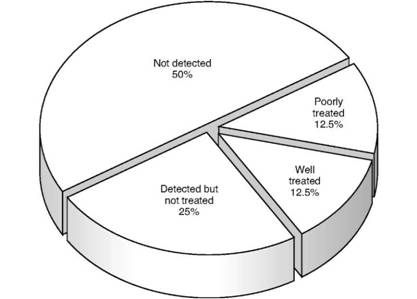 Not detected
50%
Poorly
treated
12.5%
Well
treated
12.5%
Detected but
not treated
25%